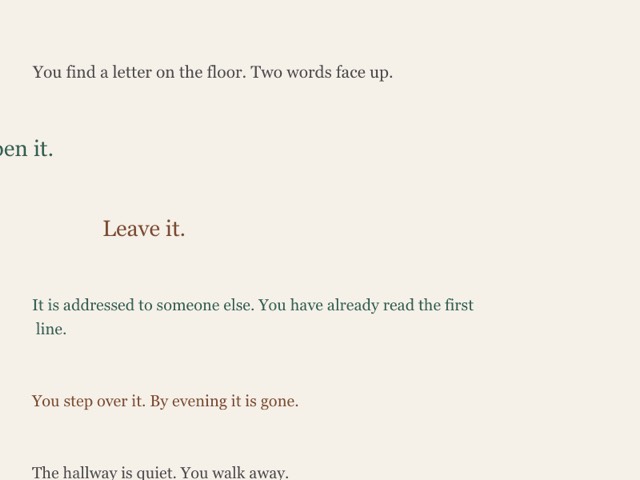 You find a letter on the floor. Two words face up.
it.
Leave it.
It is addressed to someone else. You have already read the first
line.
You step over it. By evening it is gone.
The hallway is quiet. You walk away.